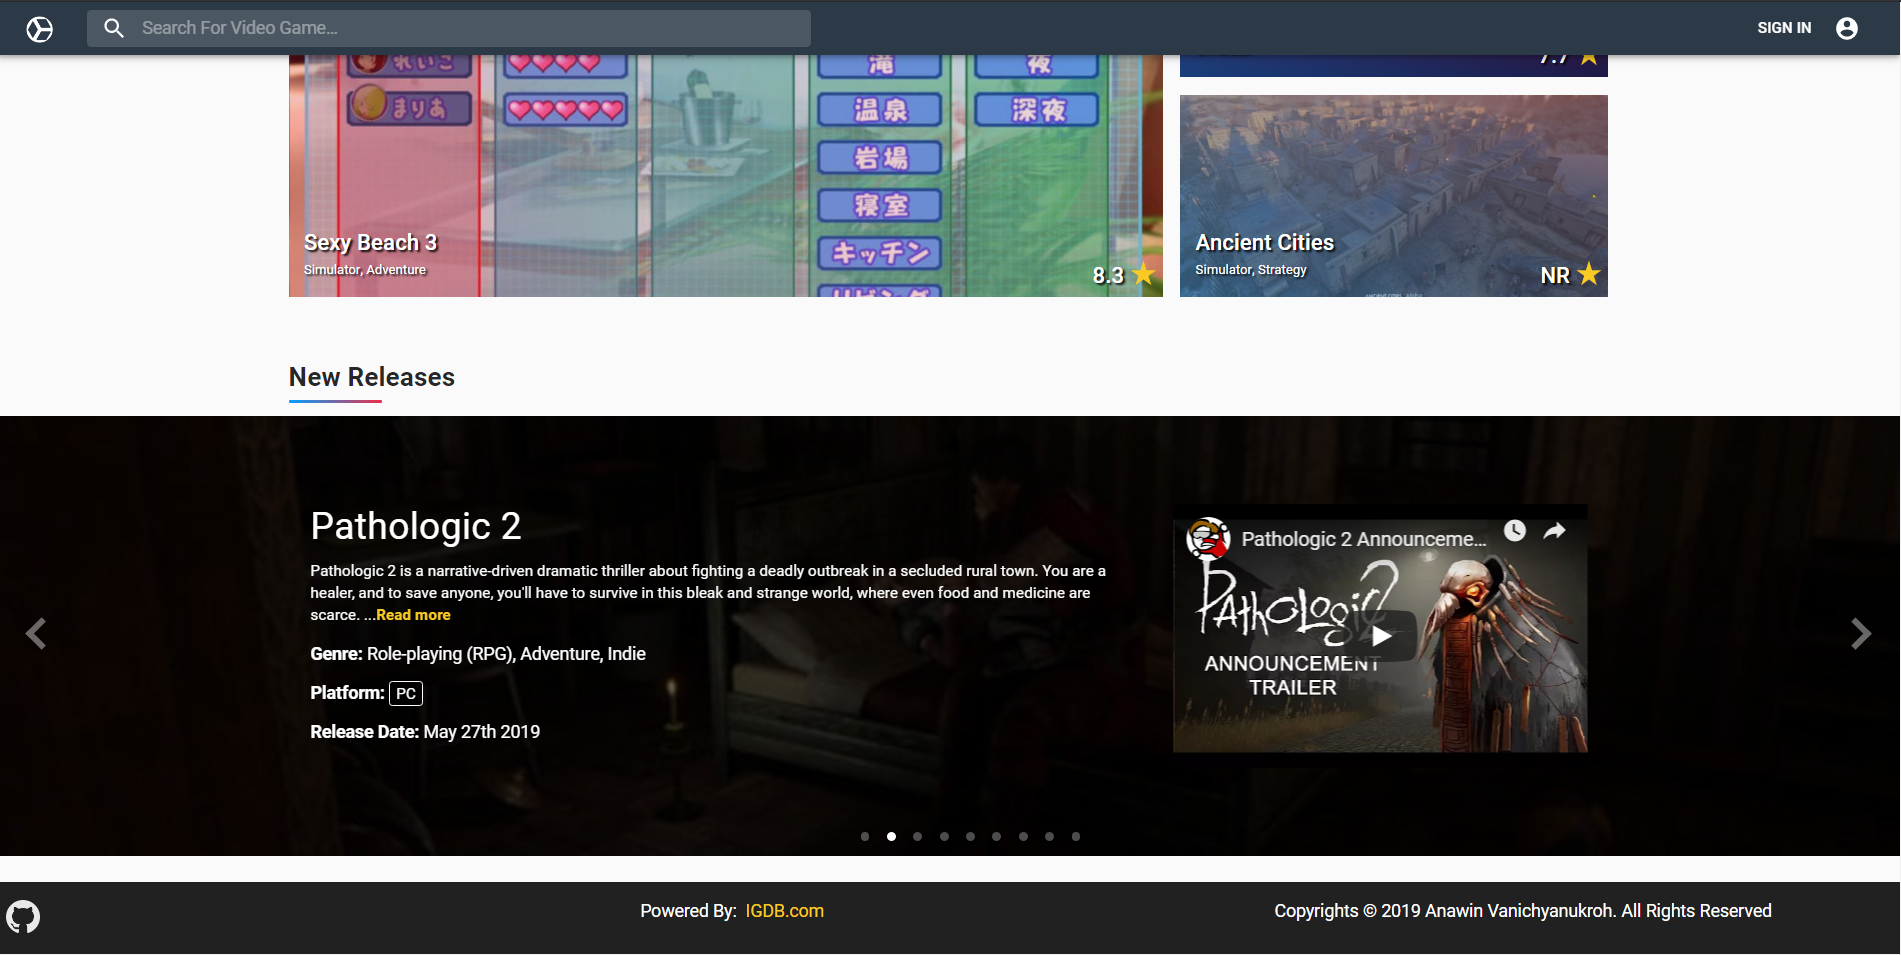 Search For Video Game...
SIGN IN
れいこ
滝
夜
7.7
まりあ
温泉
深夜
岩場
寝室
キッチン
リビング
Sexy Beach 3
Simulator, Adventure
8.3
Ancient Cities
Simulator, Strategy
NR
New Releases
Pathologic 2
Pathologic 2 is a narrative-driven dramatic thriller about fighting a deadly outbreak in a secluded rural town. You are a
healer, and to save anyone, you'll have to survive in this bleak and strange world, where even food and medicine are
scarce. ...Read more
Genre: Role-playing (RPG), Adventure, Indie
Platform: PC
Release Date: May 27th 2019
Pathologic 2 Announceme...
PATHOLOGIC 2
ANNOUNCEMENT
TRAILER
Powered By: IGDB.com
Copyrights © 2019 Anawin Vanichyanukroh. All Rights Reserved